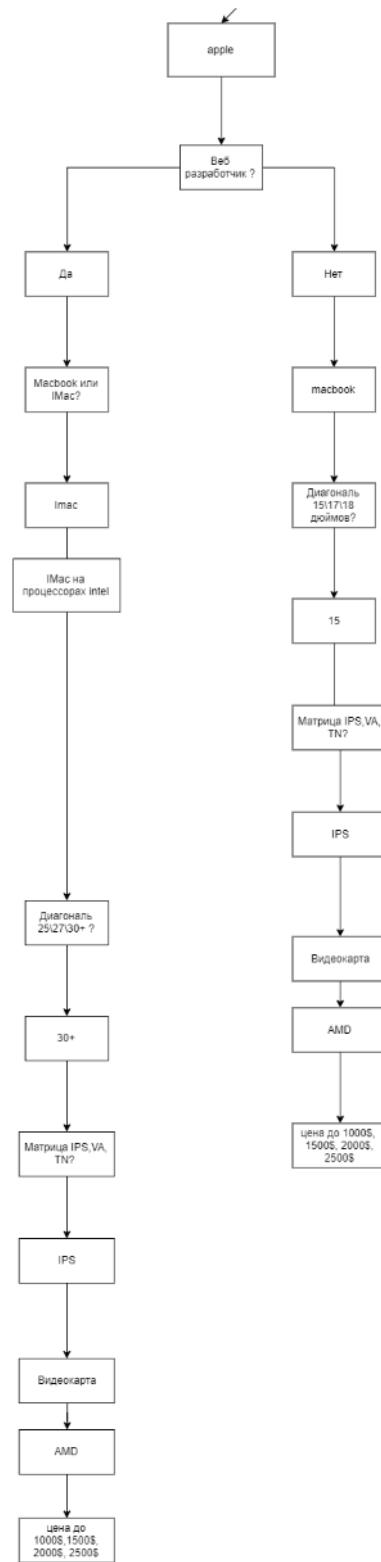 apple
Веб
разработчик ?
Да
Нет
Macbook или
IMac?
macbook
Imac
Диагональ
15\17\18
дюймов?
IMac на
процессорах intel
15
Матрица IPS,VA,
TN?
IPS
Диагональ
25\27\30+ ?
Видеокарта
30+
AMD
цена до 1000$,
1500$, 2000$,
2500$
Матрица IPS,VA,
TN?
IPS
Видеокарта
AMD
цена до
1000$,1500$,
2000$, 2500$